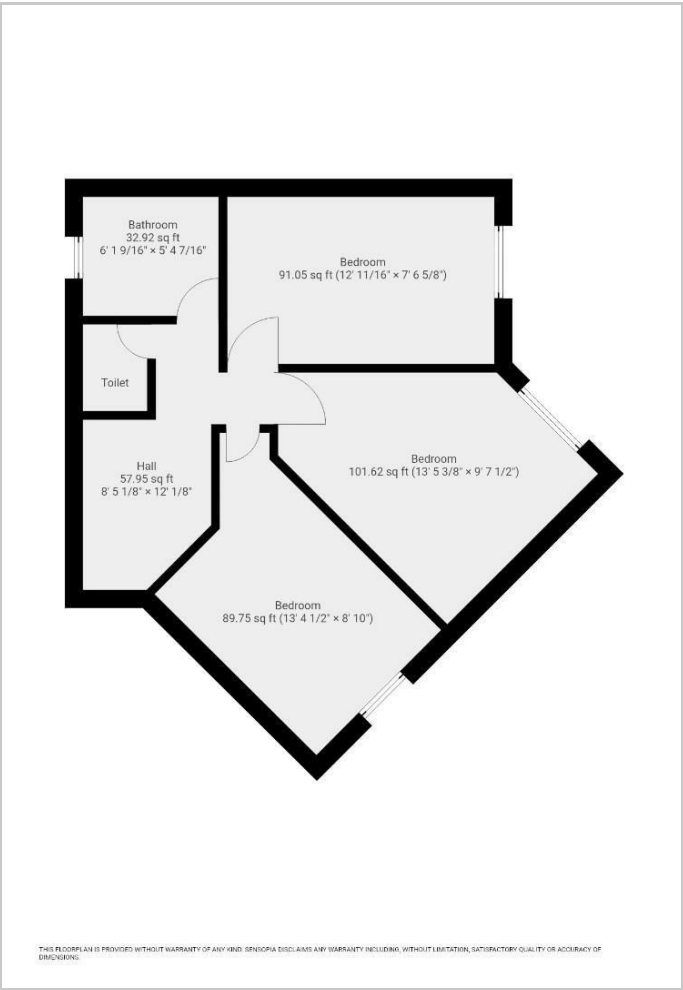 Bathroom
32.92 sq ft
6' 1 9/16" × 5' 4 7/16"
Bedroom
91.05 sq ft (12' 11/16" × 7' 6 5/8")
Toilet
Bedroom
101.62 sq ft (13' 5 3/8" × 9' 7 1/2")
Hall
57.95 sq ft
8' 5 1/8" × 12' 1/8"
Bedroom
89.75 sq ft (13' 4 1/2" × 8' 10")
THIS FLOORPLAN IS PROVIDED WITHOUT WARRANTY OF ANY KIND. SENSOPIA DISCLAIMS ANY WARRANTY INCLUDING, WITHOUT LIMITATION, SATISFACTORY QUALITY OR ACCURACY OF
DIMENSIONS.